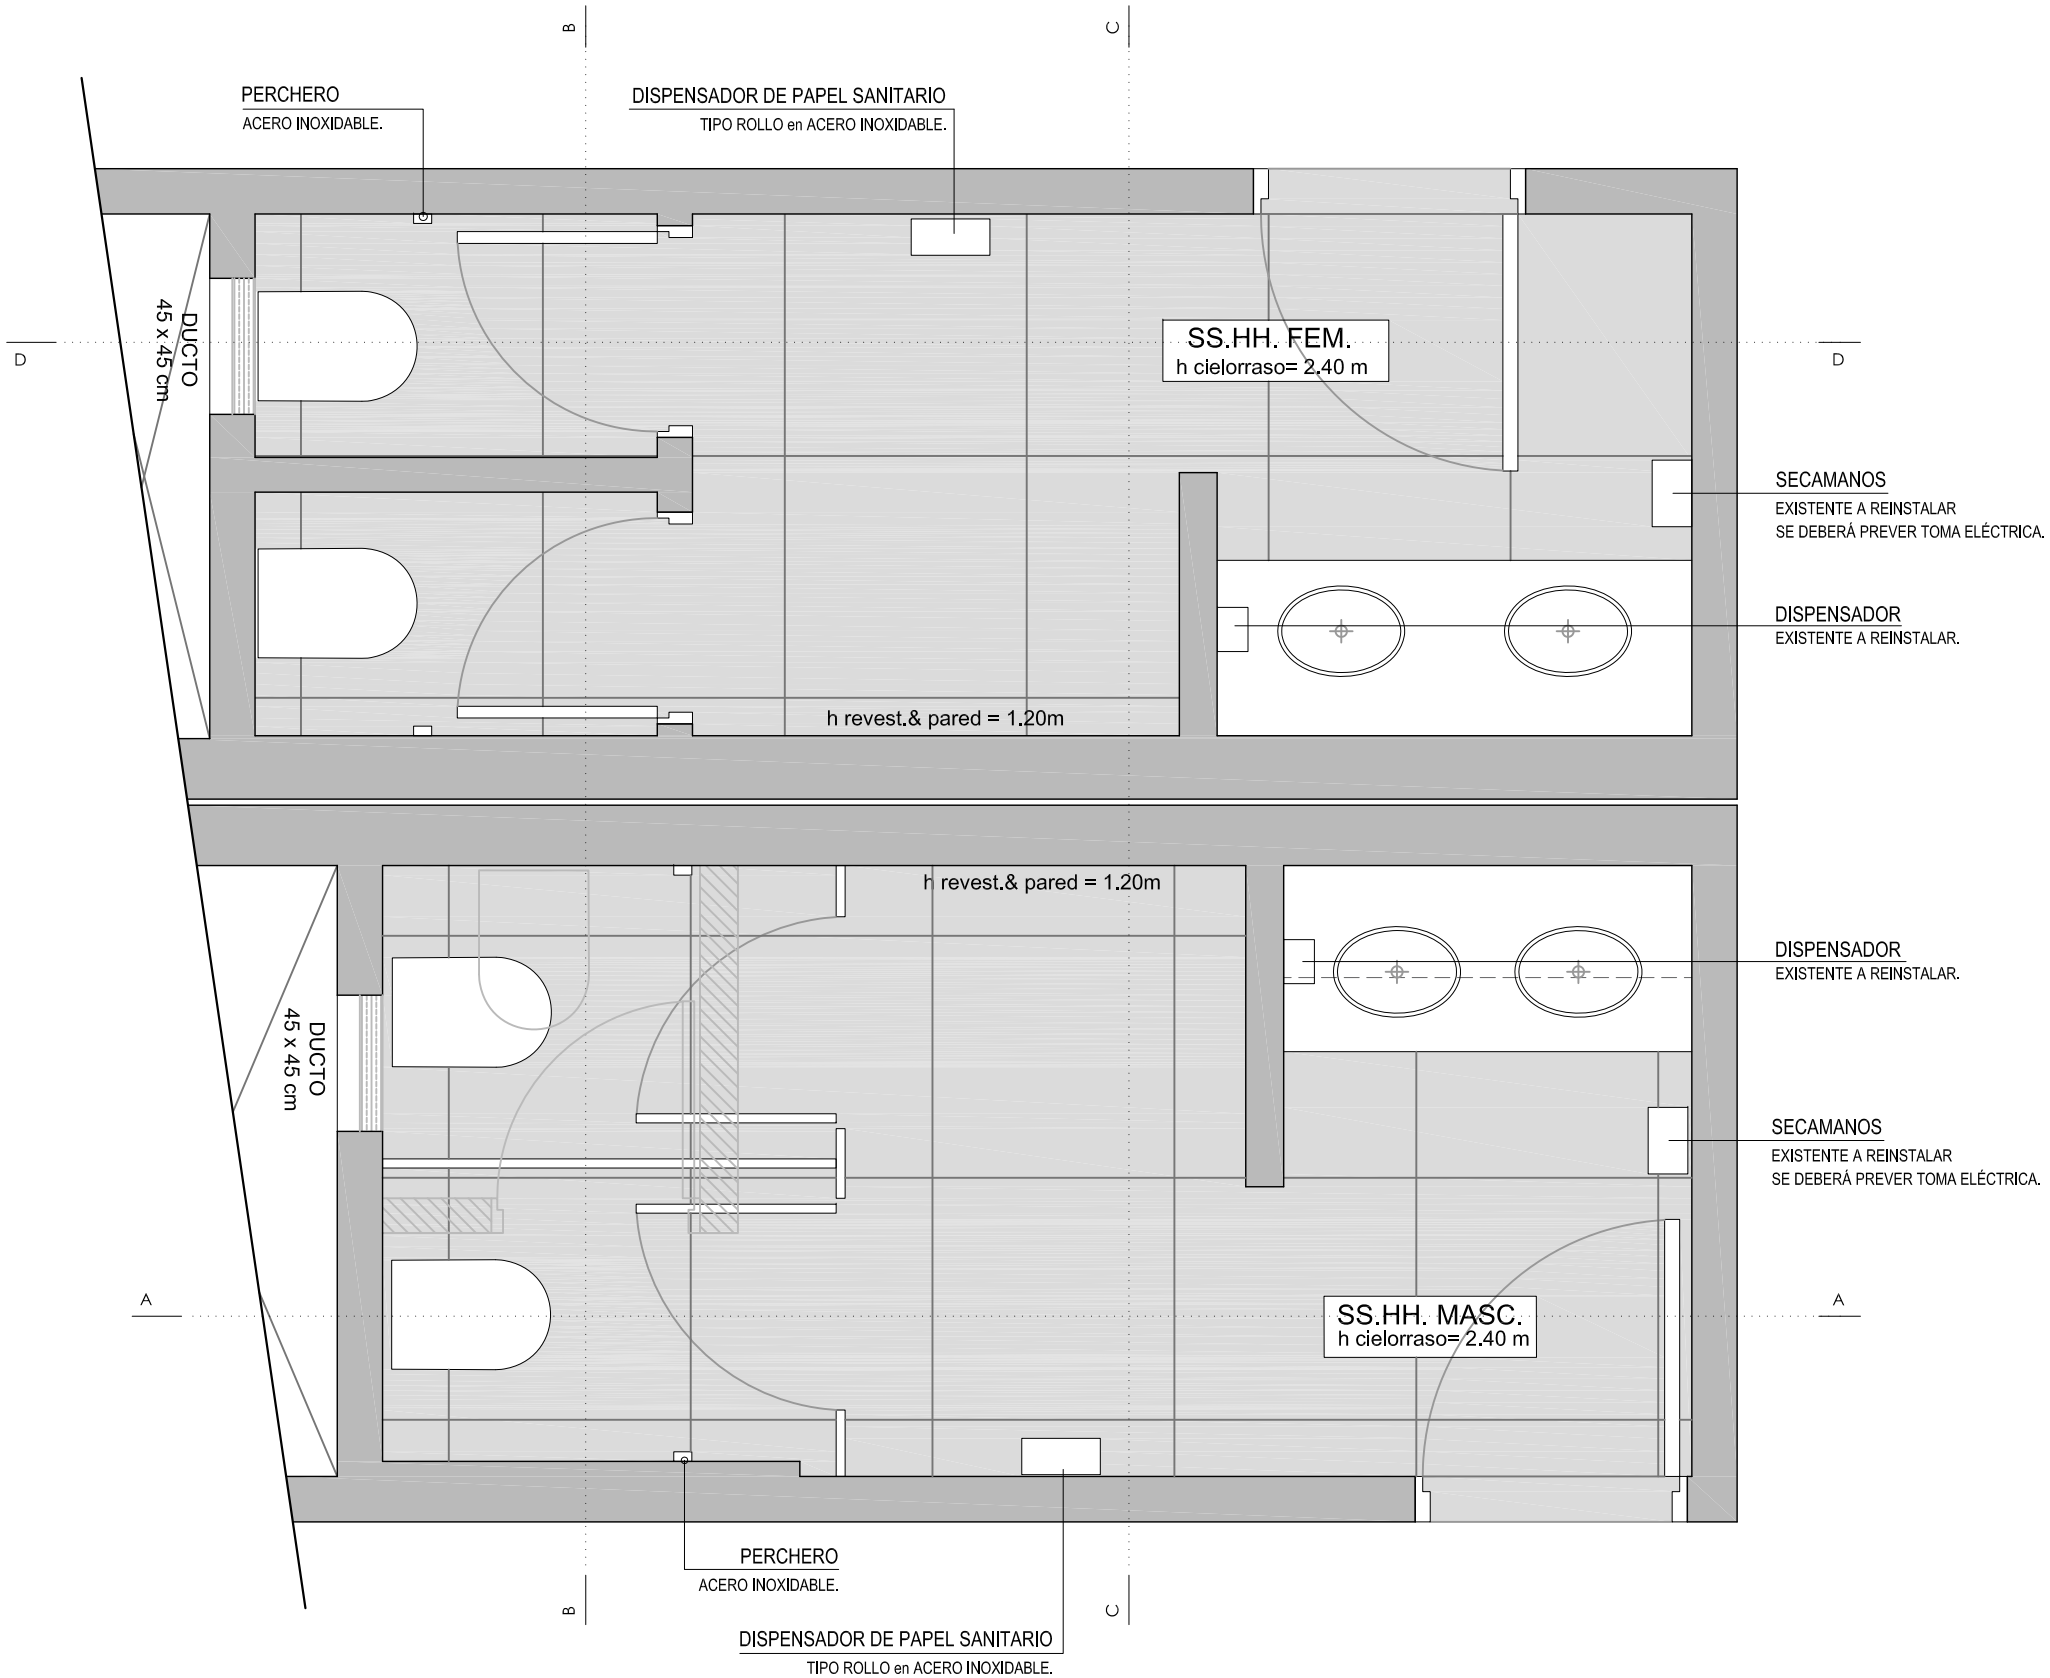 B
C
PERCHERO
ACERO INOXIDABLE.
DISPENSADOR DE PAPEL SANITARIO
TIPO ROLLO en ACERO INOXIDABLE.
DUCTO
45 x 45 cm
SS.HH. FEM.
h cielorraso= 2.40 m
D
D
SECAMANOS
EXISTENTE A REINSTALAR
SE DEBERÁ PREVER TOMA ELÉCTRICA.
DISPENSADOR
EXISTENTE A REINSTALAR.
h revest.& pared = 1.20m
h revest.& pared = 1.20m
DISPENSADOR
EXISTENTE A REINSTALAR.
DUCTO
45 x 45 cm
SECAMANOS
EXISTENTE A REINSTALAR
SE DEBERÁ PREVER TOMA ELÉCTRICA.
A
A
SS.HH. MASC.
h cielorraso= 2.40 m
PERCHERO
ACERO INOXIDABLE.
B
C
DISPENSADOR DE PAPEL SANITARIO
TIPO ROLLO en ACERO INOXIDABLE.